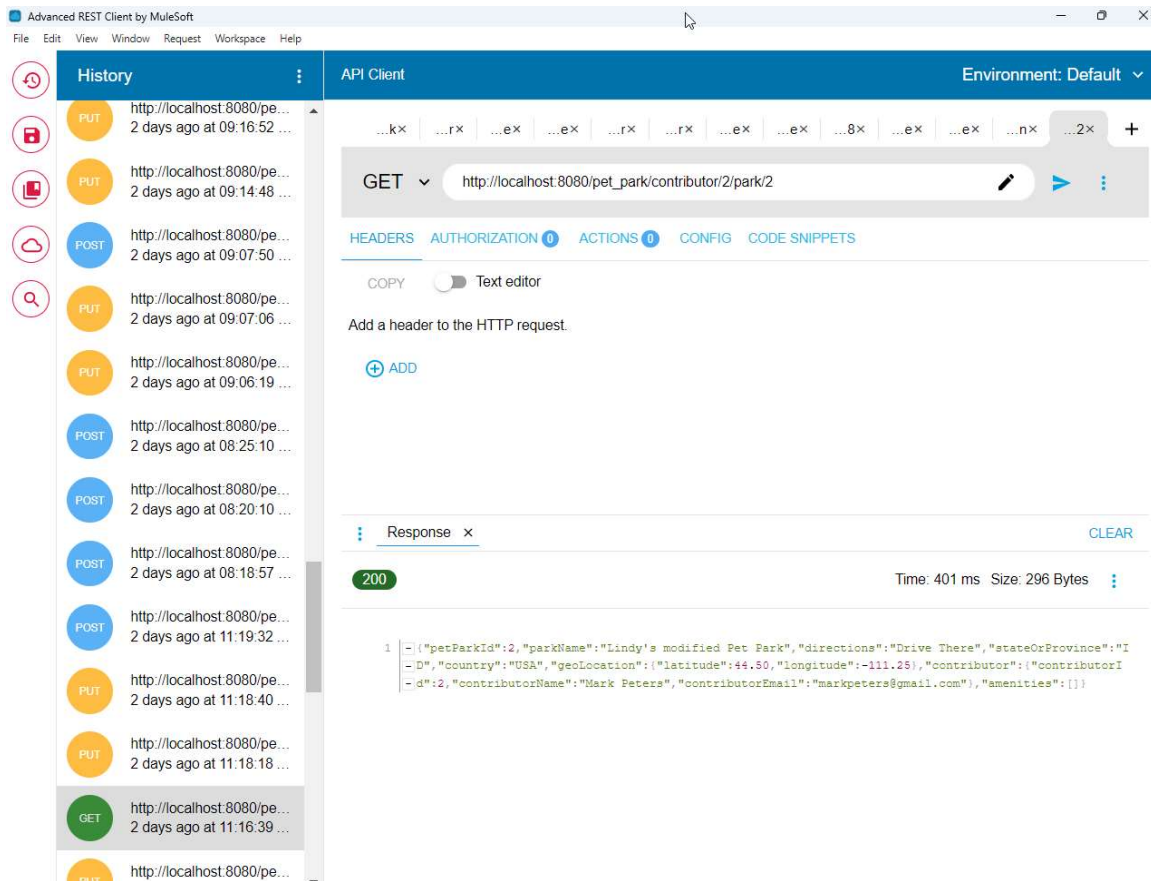 Advanced REST Client by MuleSoft
File Edit View Window Request Workspace Help
History
API Client
Environment: Default
PUT
http://localhost:8080/pe...
2 days ago at 09:16:52 ...
PUT
http://localhost:8080/pe...
2 days ago at 09:14:48 ...
POST
http://localhost:8080/pe...
2 days ago at 09:07:50 ...
PUT
http://localhost:8080/pe...
2 days ago at 09:07:06 ...
PUT
http://localhost:8080/pe...
2 days ago at 09:06:19 ...
POST
http://localhost:8080/pe...
2 days ago at 08:25:10 ...
POST
http://localhost:8080/pe...
2 days ago at 08:20:10 ...
POST
http://localhost:8080/pe...
2 days ago at 08:18:57 ...
POST
http://localhost:8080/pe...
2 days ago at 11:19:32 ...
PUT
http://localhost:8080/pe...
2 days ago at 11:18:40 ...
PUT
http://localhost:8080/pe...
2 days ago at 11:18:18 ...
GET
http://localhost:8080/pe...
2 days ago at 11:16:39 ...
PUT
http://localhost:8080/pe...
...k× ...r× ...e× ...e× ...r× ...r× ...e× ...e× ...8× ...e× ...e× ...n× ...2× +
GET http://localhost:8080/pet_park/contributor/2/park/2
HEADERS AUTHORIZATION 0 ACTIONS 0 CONFIG CODE SNIPPETS
COPY Text editor
Add a header to the HTTP request.
ADD
Response × CLEAR
200 Time: 401 ms Size: 296 Bytes
1 -{"petParkId":2,"parkName":"Lindy's modified Pet Park","directions":"Drive There","stateOrProvince":"I
-D","country":"USA","geoLocation":{"latitude":44.50,"longitude":-111.25},"contributor":{"contributorI
-d":2,"contributorName":"Mark Peters","contributorEmail":"markpeters@gmail.com"},"amenities":[]}